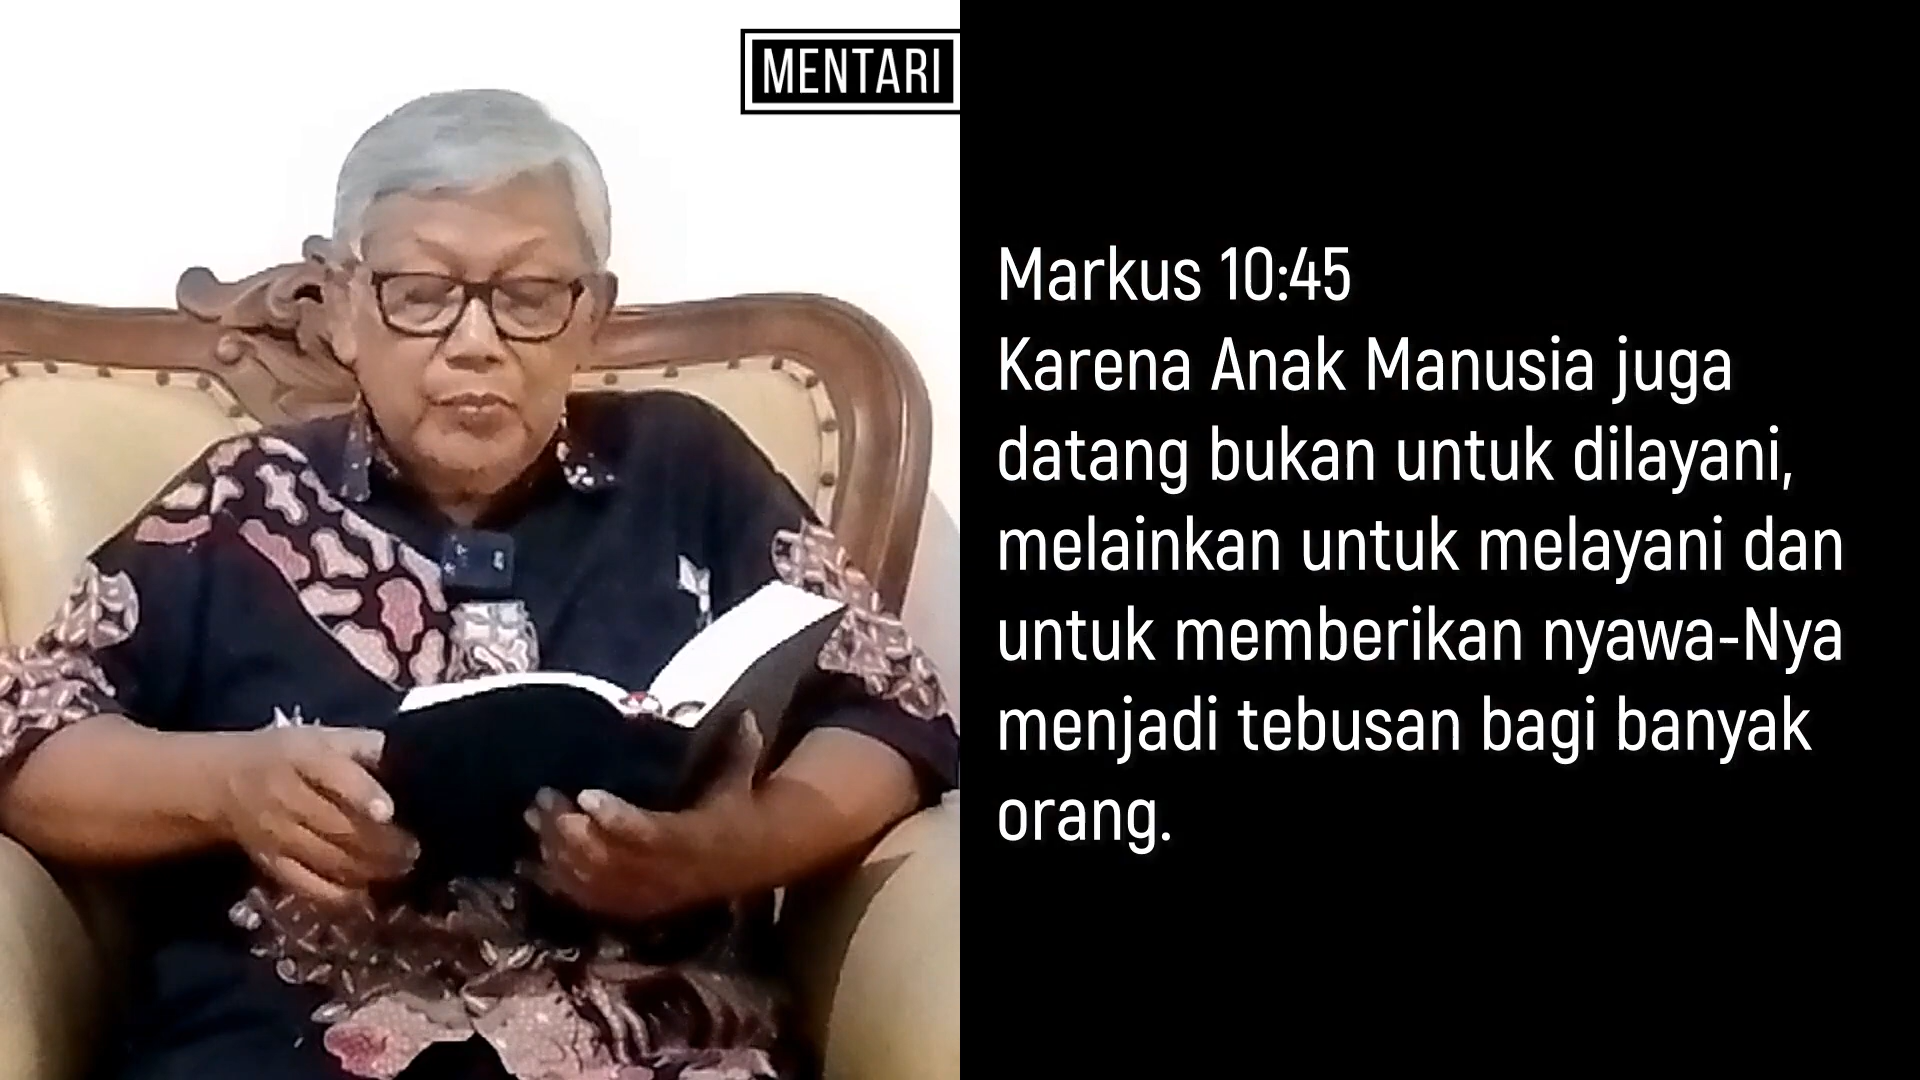 MENTARI
Markus 10:45
Karena Anak Manusia juga
datang bukan untuk dilayani,
melainkan untuk melayani dan
untuk memberikan nyawa-Nya
menjadi tebusan bagi banyak
orang.